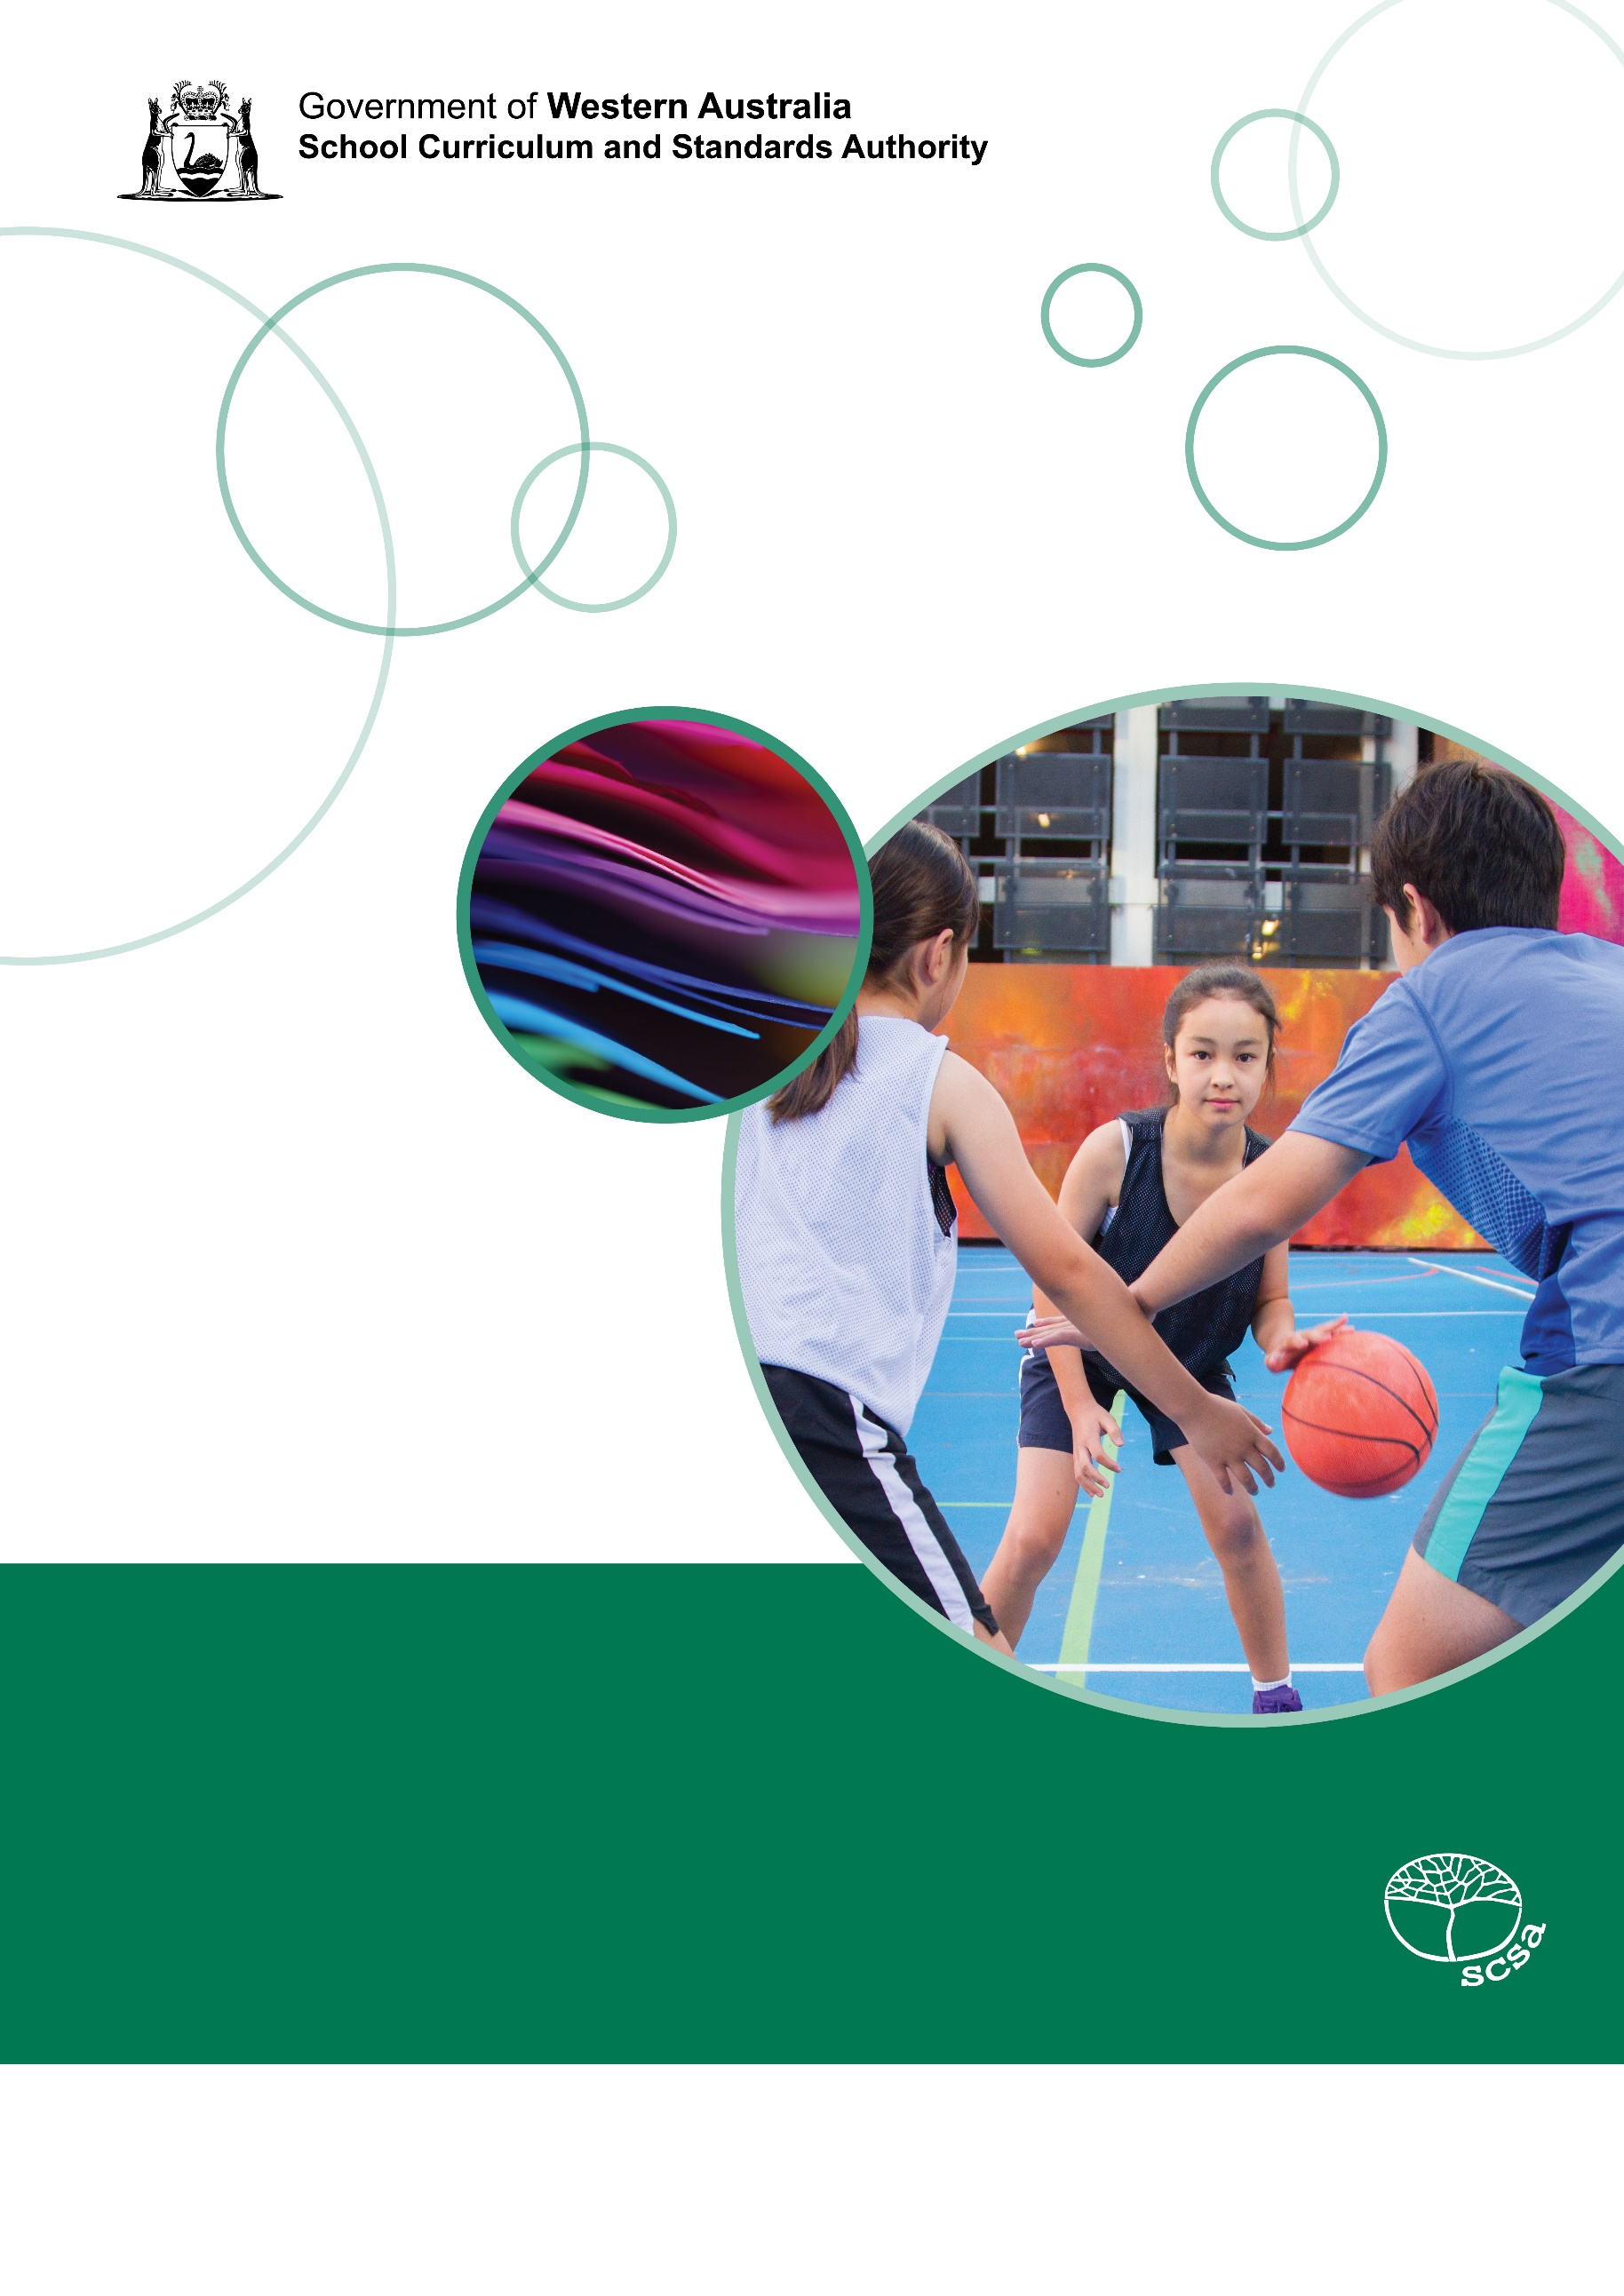 Government of Western Australia
School Curriculum and Standards Authority
scsa